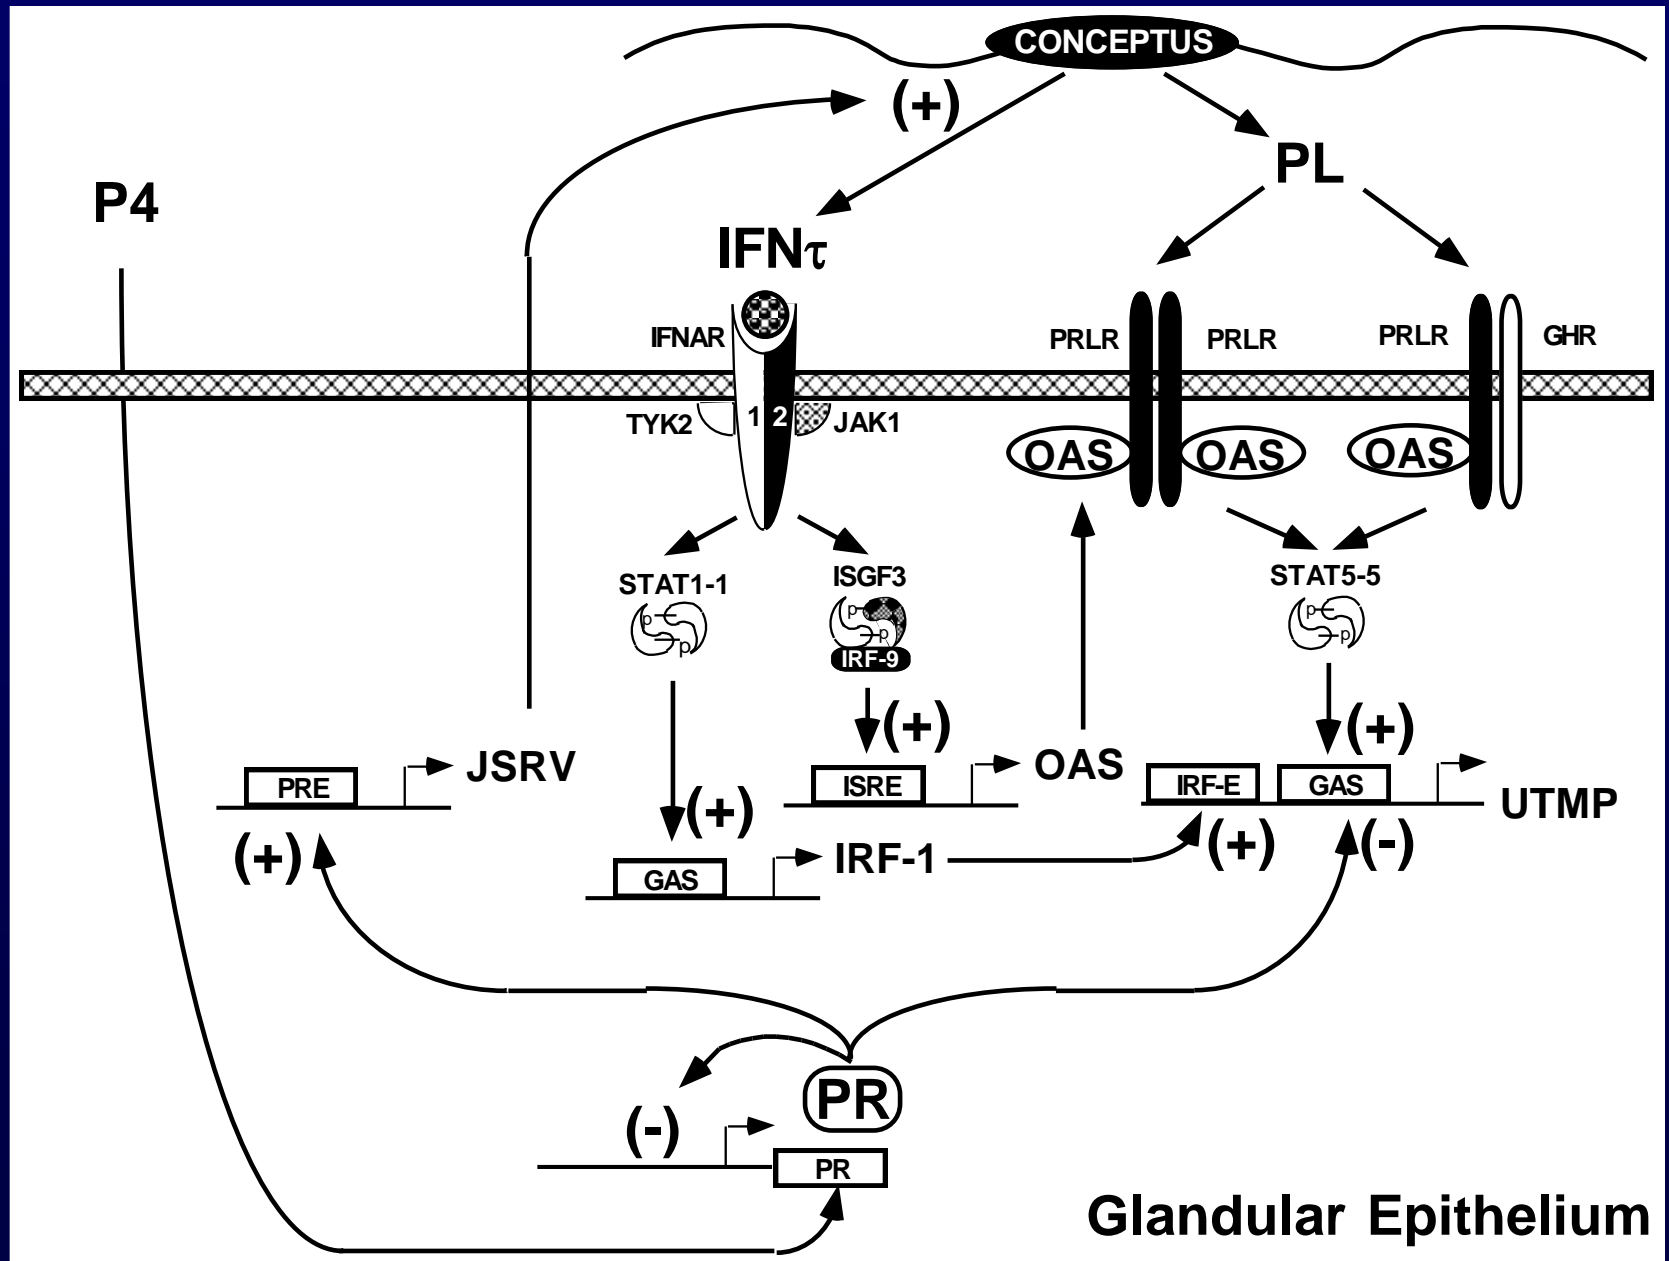 CONCEPTUS
(+)
PL
P4
IFNτ
IFNAR
PRLR
PRLR
PRLR
GHR
TYK2
1 2
JAK1
OAS
OAS
OAS
STAT1-1
ISGF3
STAT5-5
p
p
p
p
p
p
IRF-9
(+)
(+)
JSRV
OAS
PRE
ISRE
IRF-E
GAS
UTMP
(+)
(+)
(+)
(-)
IRF-1
GAS
PR
(-)
PR
Glandular Epithelium